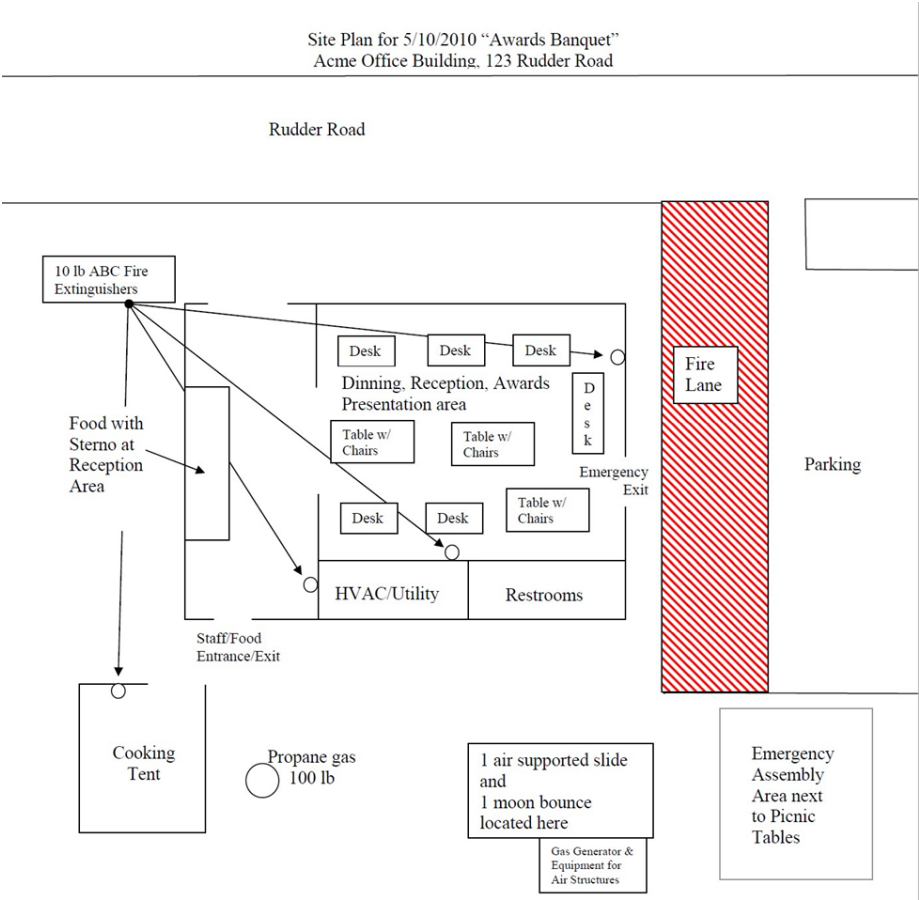 Site Plan for 5/10/2010 “Awards Banquet”
Acme Office Building, 123 Rudder Road
Rudder Road
10 lb ABC Fire
Extinguishers
Desk
Desk
Desk
Dinning, Reception, Awards
Presentation area
D
e
s
k
Fire
Lane
Food with
Sterno at
Reception
Area
Table w/
Chairs
Table w/
Chairs
Emergency
Exit
Parking
Desk
Desk
Table w/
Chairs
HVAC/Utility
Restrooms
Staff/Food
Entrance/Exit
Cooking
Tent
Propane gas
100 lb
1 air supported slide
and
1 moon bounce
located here
Gas Generator &
Equipment for
Air Structures
Emergency
Assembly
Area next
to Picnic
Tables